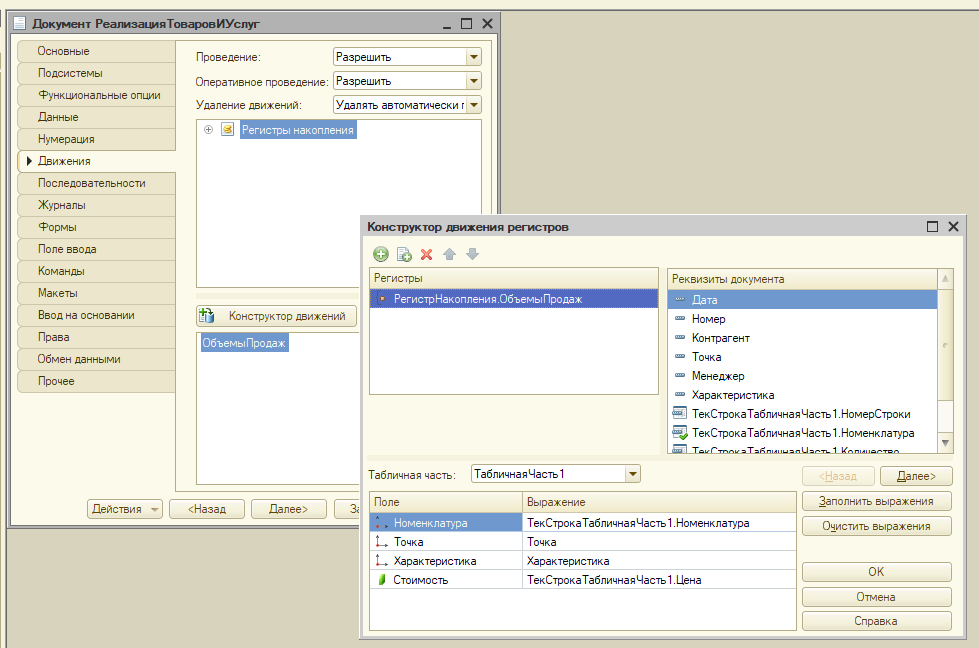 Документ РеализацияТоваровИУслуг
Основные
Подсистемы
Функциональные опции
Данные
Нумерация
Движения
Последовательности
Журналы
Формы
Поле ввода
Команды
Макеты
Ввод на основании
Права
Обмен данными
Прочее
Проведение: Разрешить
Оперативное проведение: Разрешить
Удаление движений: Удалять автоматически г
Регистры накопления
Конструктор движений
ОбъемыПродаж
Действия <Назад Далее> За
Конструктор движения регистров
Регистры
РегистрНакопления.ОбъемыПродаж
Реквизиты документа
Дата
Номер
Контрагент
Точка
Менеджер
Характеристика
ТекСтрокаТабличнаяЧасть1.НомерСтроки
ТекСтрокаТабличнаяЧасть1.Номенклатура
ТекСтрокаТабличнаяЧасть1.Количество
Табличная часть: ТабличнаяЧасть1
<Назад Далее>
Поле Выражение
Номенклатура ТекСтрокаТабличнаяЧасть1.Номенклатура
Точка Точка
Характеристика Характеристика
Стоимость ТекСтрокаТабличнаяЧасть1.Цена
Заполнить выражения
Очистить выражения
OK
Отмена
Справка